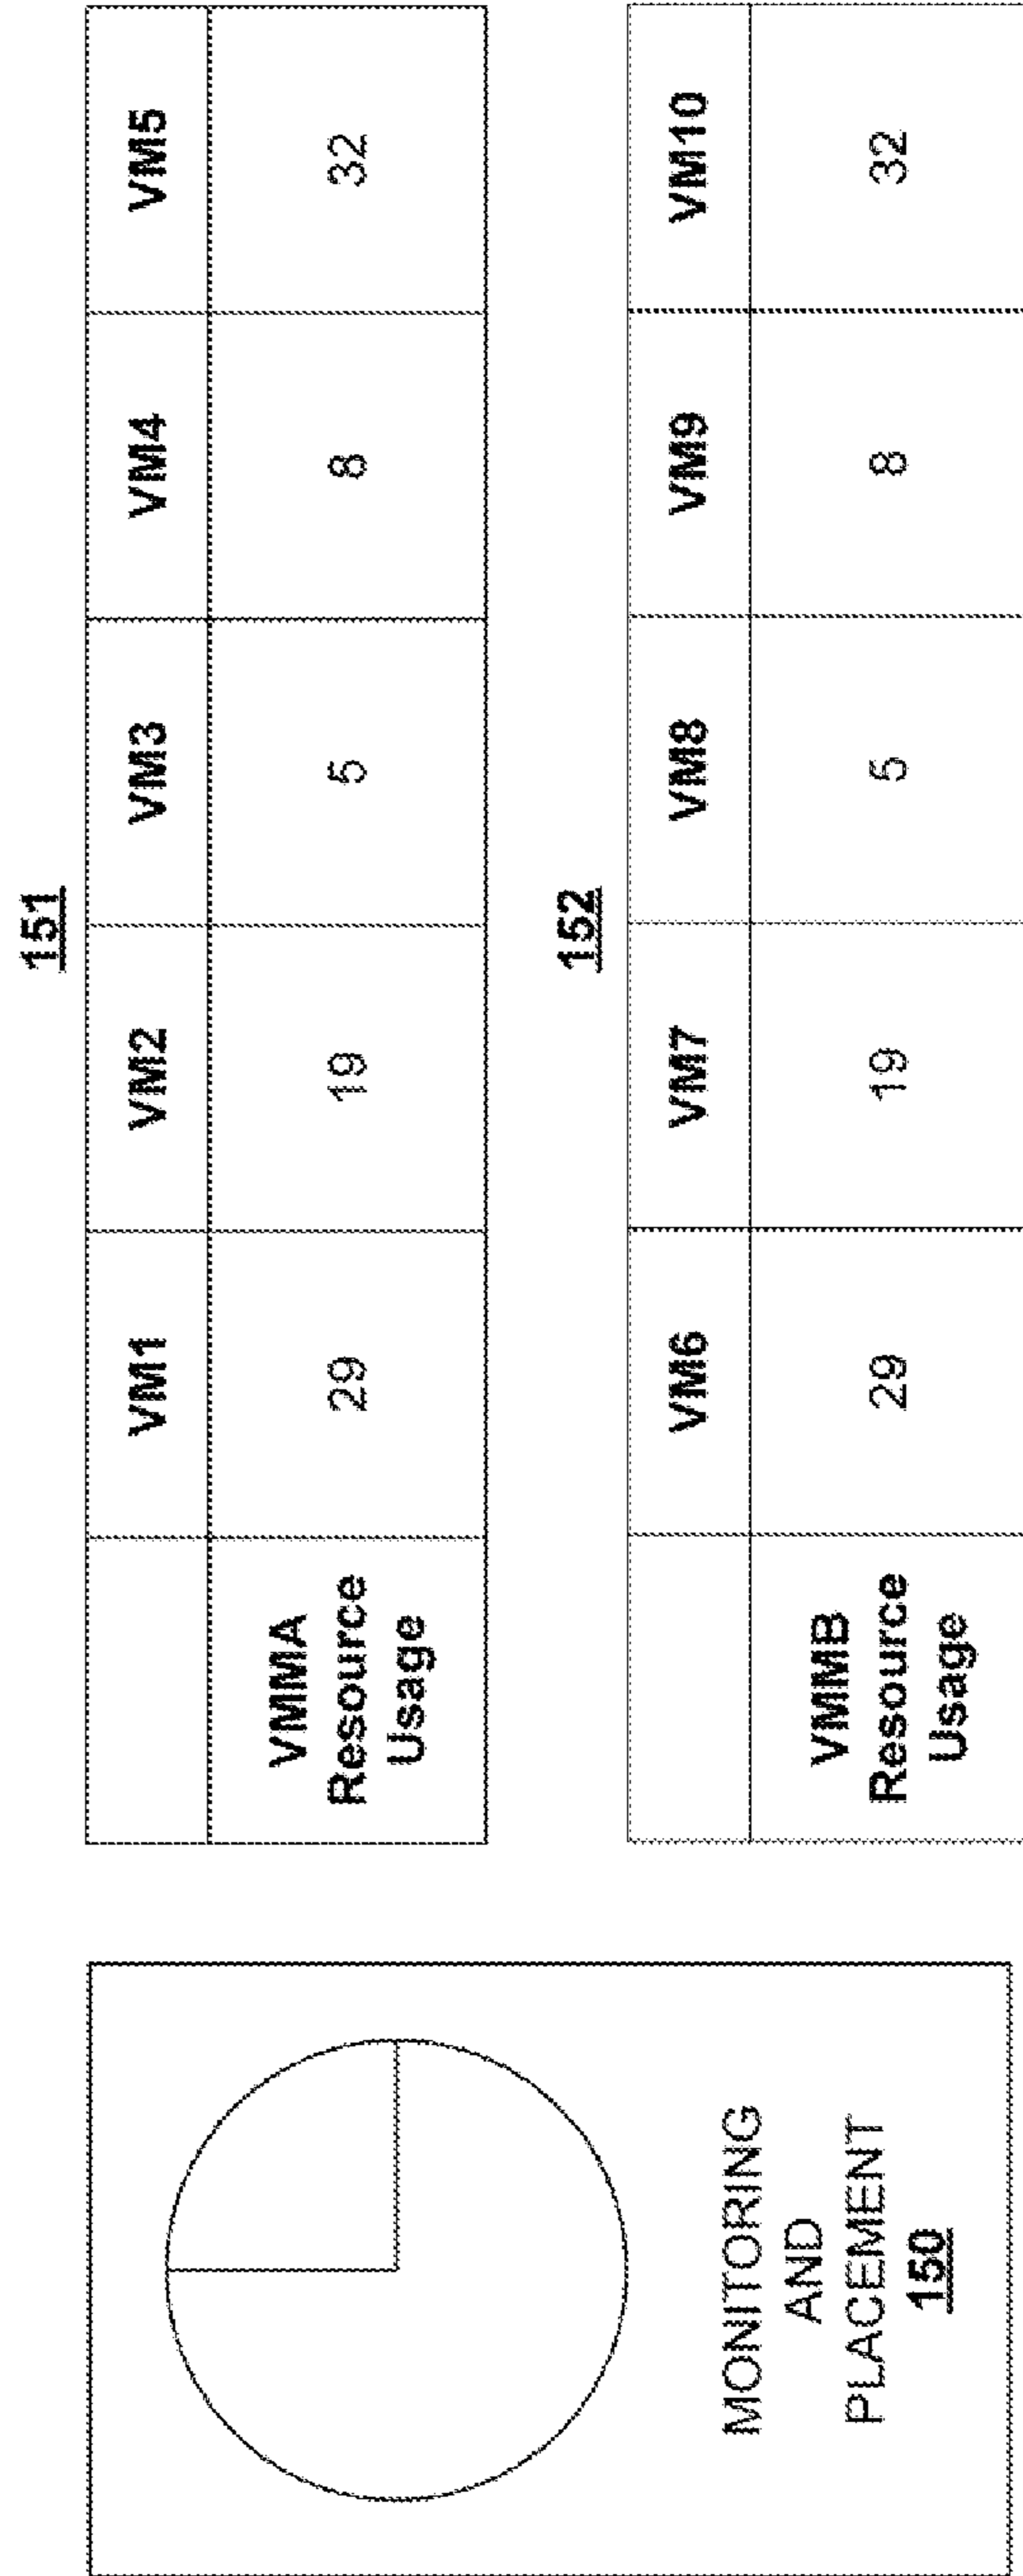 151
VM1 VM2 VM3 VM4 VM5
VMMA
Resource
Usage
29 19 5 8 32
152
VM6 VM7 VM8 VM9 VM10
VMMB
Resource
Usage
29 19 5 8 32
MONITORING
AND
PLACEMENT
150